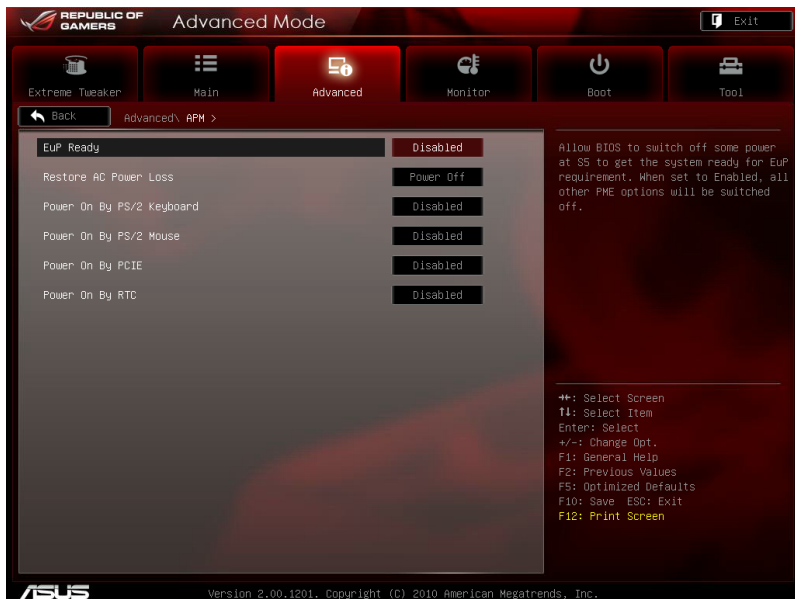 REPUBLIC OF
GAMERS
Advanced Mode
Exit
Extreme Tweaker
Main
Advanced
Monitor
Boot
Tool
Back
Advanced\ APM >
EuP Ready Disabled
Restore AC Power Loss Power Off
Power On By PS/2 Keyboard Disabled
Power On By PS/2 Mouse Disabled
Power On By PCIE Disabled
Power On By RTC Disabled
Allow BIOS to switch off some power
at S5 to get the system ready for EuP
requirement. When set to Enabled, all
other PME options will be switched
off.
→←: Select Screen
↑↓: Select Item
Enter: Select
+/-: Change Opt.
F1: General Help
F2: Previous Values
F5: Optimized Defaults
F10: Save ESC: Exit
F12: Print Screen
ASUS
Version 2.00.1201. Copyright (C) 2010 American Megatrends, Inc.